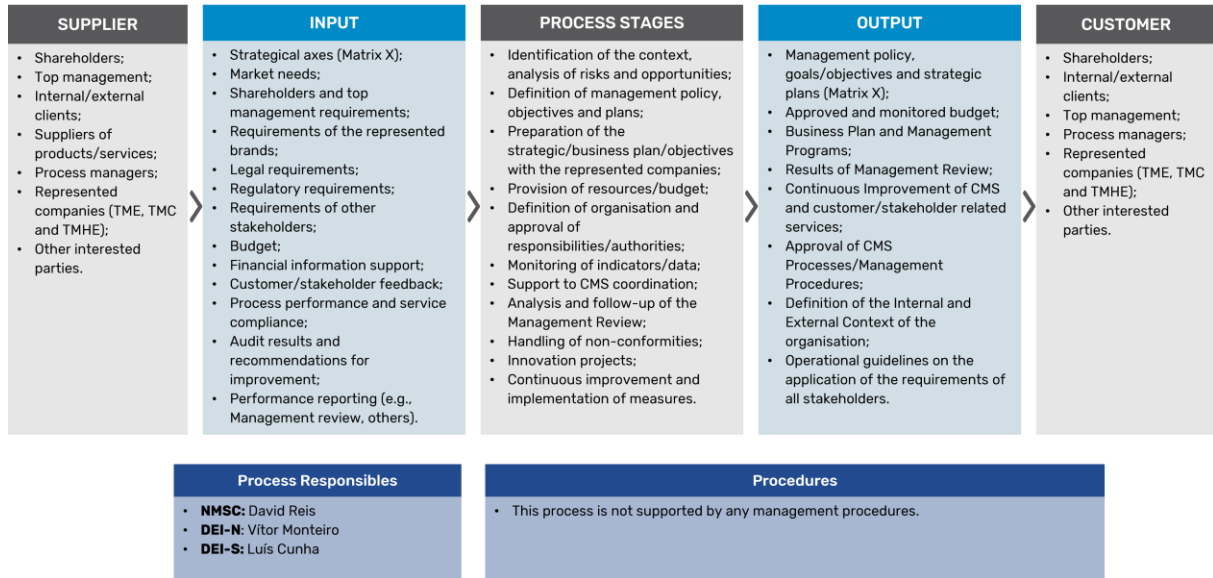 SUPPLIER
• Shareholders;
• Top management;
• Internal/external
clients;
• Suppliers of
products/services;
• Process managers;
• Represented
companies (TME, TMC
and TMHE);
• Other interested
parties.
INPUT
• Strategical axes (Matrix X);
• Market needs;
• Shareholders and top
management requirements;
• Requirements of the represented
brands;
• Legal requirements;
• Regulatory requirements;
• Requirements of other
stakeholders;
• Budget;
• Financial information support;
• Customer/stakeholder feedback;
• Process performance and service
compliance;
• Audit results and
recommendations for
improvement;
• Performance reporting (e.g.,
Management review, others).
PROCESS STAGES
• Identification of the context,
analysis of risks and opportunities;
• Definition of management policy,
objectives and plans;
• Preparation of the
strategic/business plan/objectives
with the represented companies;
• Provision of resources/budget;
• Definition of organisation and
approval of
responsibilities/authorities;
• Monitoring of indicators/data;
• Support to CMS coordination;
• Analysis and follow-up of the
Management Review;
• Handling of non-conformities;
• Innovation projects;
• Continuous improvement and
implementation of measures.
OUTPUT
• Management policy,
goals/objectives and strategic
plans (Matrix X);
• Approved and monitored budget;
• Business Plan and Management
Programs;
• Results of Management Review;
• Continuous Improvement of CMS
and customer/stakeholder related
services;
• Approval of CMS
Processes/Management
Procedures;
• Definition of the Internal and
External Context of the
organisation;
• Operational guidelines on the
application of the requirements of
all stakeholders.
CUSTOMER
• Shareholders;
• Internal/external
clients;
• Top management;
• Process managers;
• Represented
companies (TME, TMC
and TMHE);
• Other interested
parties.
Process Responsibles
• NMSC: David Reis
• DEI-N: Vítor Monteiro
• DEI-S: Luís Cunha
Procedures
• This process is not supported by any management procedures.